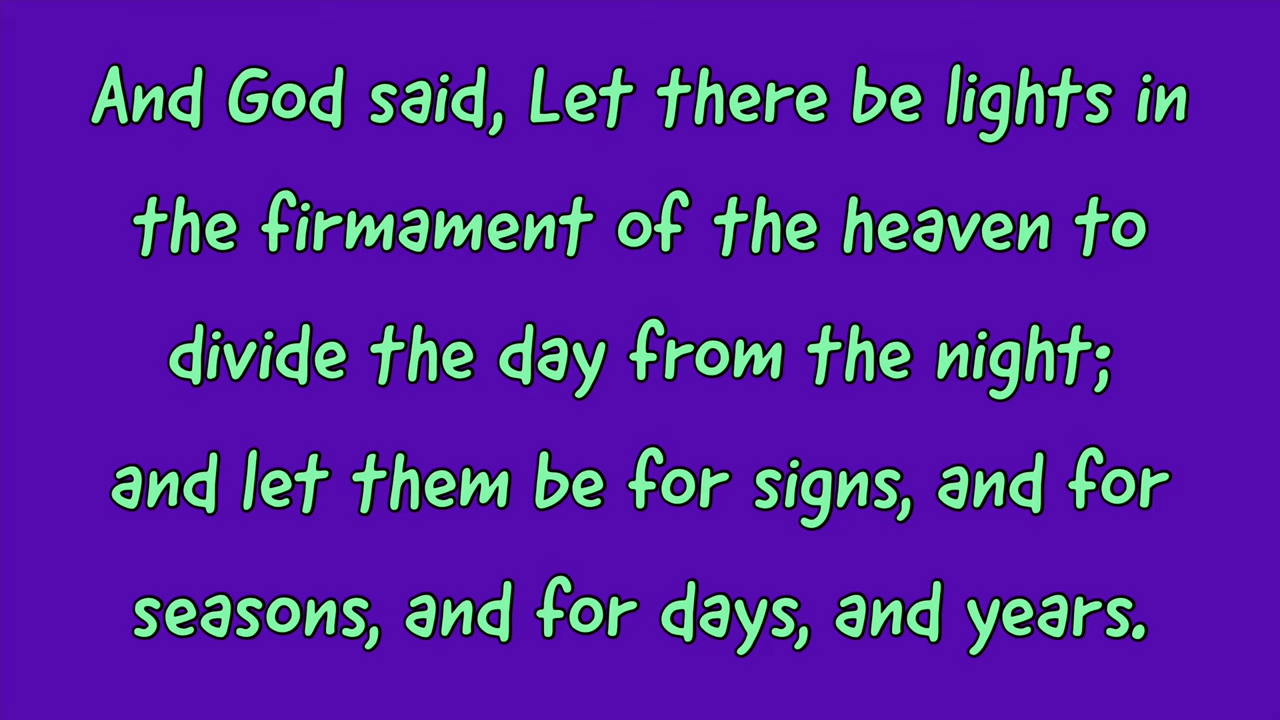 And God said, Let there be lights in
the firmament of the heaven to
divide the day from the night;
and let them be for signs, and for
seasons, and for days, and years.